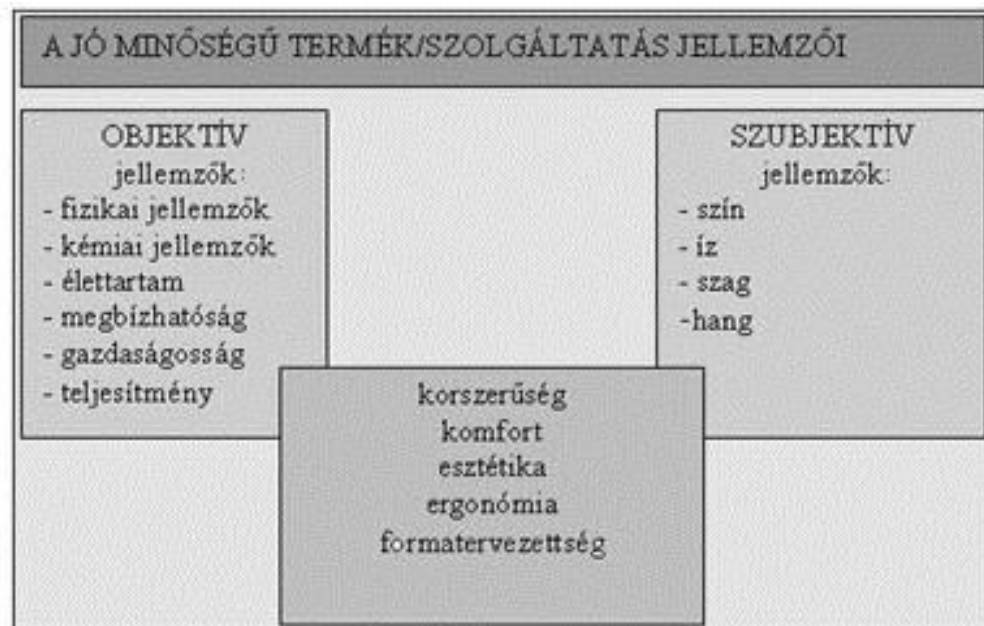 A JÓ MINŐSÉGŰ TERMÉK/SZOLGÁLTATÁS JELLEMZŐI
OBJEKTÍV
jellemzők:
- fizikai jellemzők
- kémiai jellemzők
- élettartam
- megbízhatóság
- gazdaságosság
- teljesítmény
SZUBJEKTÍV
jellemzők:
- szín
- íz
- szag
-hang
korszerűség
komfort
esztétika
ergonómia
formatervezettség